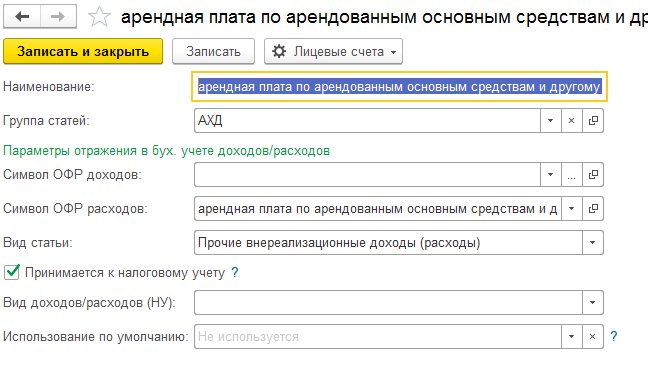 арендная плата по арендованным основным средствам и др
Записать и закрыть Записать Лицевые счета
Наименование: арендная плата по арендованным основным средствам и другому
Группа статей: АХД
Параметры отражения в бух. учете доходов/расходов
Символ ОФР доходов: ...
Символ ОФР расходов: арендная плата по арендованным основным средствам и д
Вид статьи: Прочие внереализационные доходы (расходы)
Принимается к налоговому учету ?
Вид доходов/расходов (НУ):
Использование по умолчанию: Не используется ?